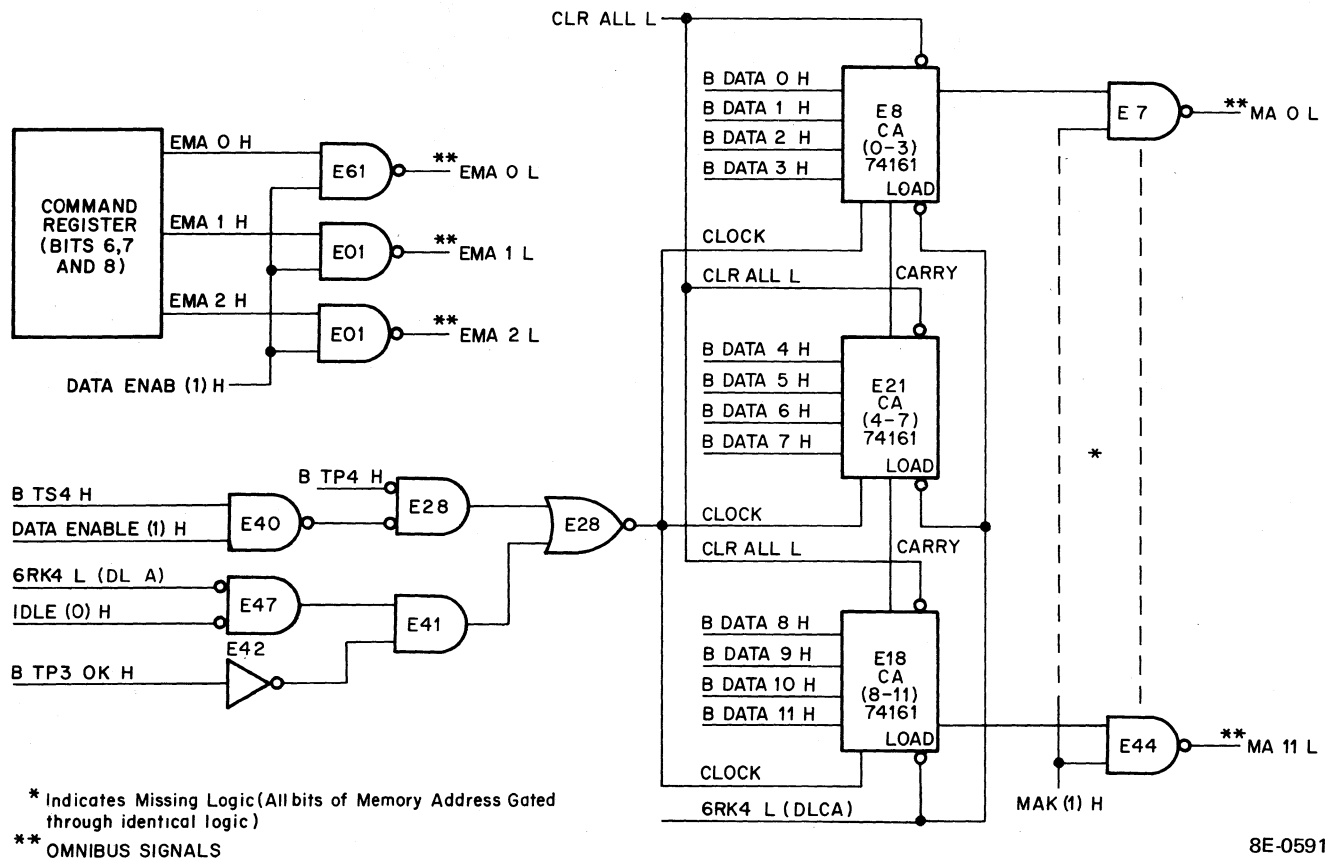 CLR ALL L
B DATA 0 H
B DATA 1 H
B DATA 2 H
B DATA 3 H
E8
CA
(0-3)
74161
LOAD
E7
** MA 0 L
COMMAND
REGISTER
(BITS 6,7
AND 8)
EMA 0 H
E61
** EMA 0 L
EMA 1 H
E01
** EMA 1 L
EMA 2 H
E01
** EMA 2 L
DATA ENAB (1) H
CLOCK
CARRY
CLR ALL L
B DATA 4 H
B DATA 5 H
B DATA 6 H
B DATA 7 H
E21
CA
(4-7)
74161
LOAD
*
B TS4 H
DATA ENABLE (1) H
E40
B TP4 H
E28
E28
6RK4 L (DL A)
IDLE (0) H
E47
E41
E42
B TP3 OK H
CLOCK
CARRY
CLR ALL L
B DATA 8 H
B DATA 9 H
B DATA 10 H
B DATA 11 H
E18
CA
(8-11)
74161
LOAD
E44
** MA 11 L
CLOCK
6RK4 L (DLCA)
MAK (1) H
* Indicates Missing Logic (All bits of Memory Address Gated
through identical logic)
** OMNIBUS SIGNALS
8E-0591